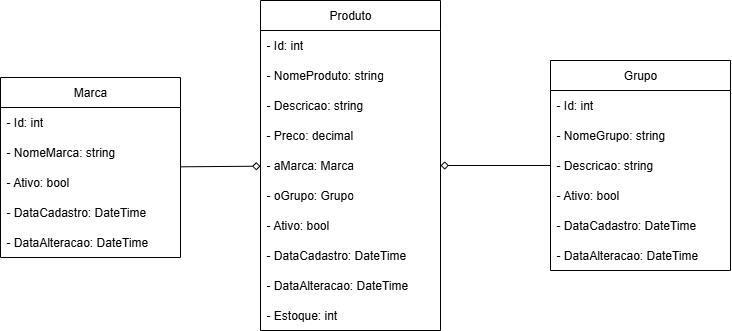 Marca
- Id: int
- NomeMarca: string
- Ativo: bool
- DataCadastro: DateTime
- DataAlteracao: DateTime
Produto
- Id: int
- NomeProduto: string
- Descricao: string
- Preco: decimal
- aMarca: Marca
- oGrupo: Grupo
- Ativo: bool
- DataCadastro: DateTime
- DataAlteracao: DateTime
- Estoque: int
Grupo
- Id: int
- NomeGrupo: string
- Descricao: string
- Ativo: bool
- DataCadastro: DateTime
- DataAlteracao: DateTime